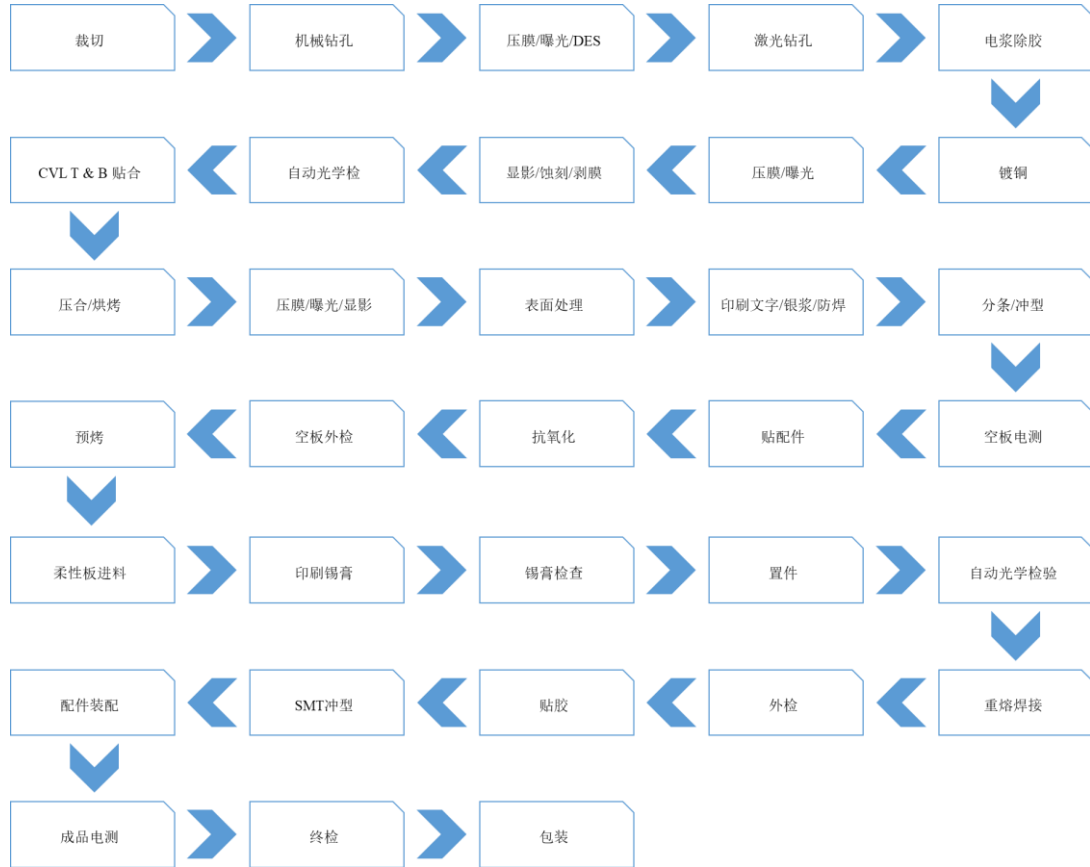 裁切
机械钻孔
压膜/曝光/DES
激光钻孔
电浆除胶
镀铜
压膜/曝光
显影/蚀刻/剥膜
自动光学检
CVL T & B 贴合
压合/烘烤
压膜/曝光/显影
表面处理
印刷文字/银浆/防焊
分条/冲型
空板电测
贴配件
抗氧化
空板外检
预烤
柔性板进料
印刷锡膏
锡膏检查
置件
自动光学检验
重熔焊接
外检
贴胶
SMT冲型
配件装配
成品电测
终检
包装